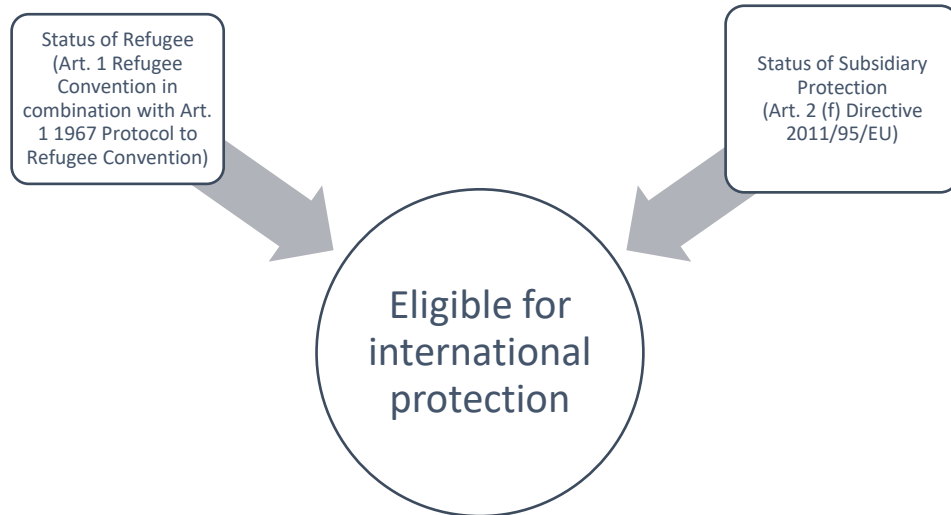 Status of Refugee
(Art. 1 Refugee
Convention in
combination with Art.
1 1967 Protocol to
Refugee Convention)
Status of Subsidiary
Protection
(Art. 2 (f) Directive
2011/95/EU)
Eligible for
international
protection